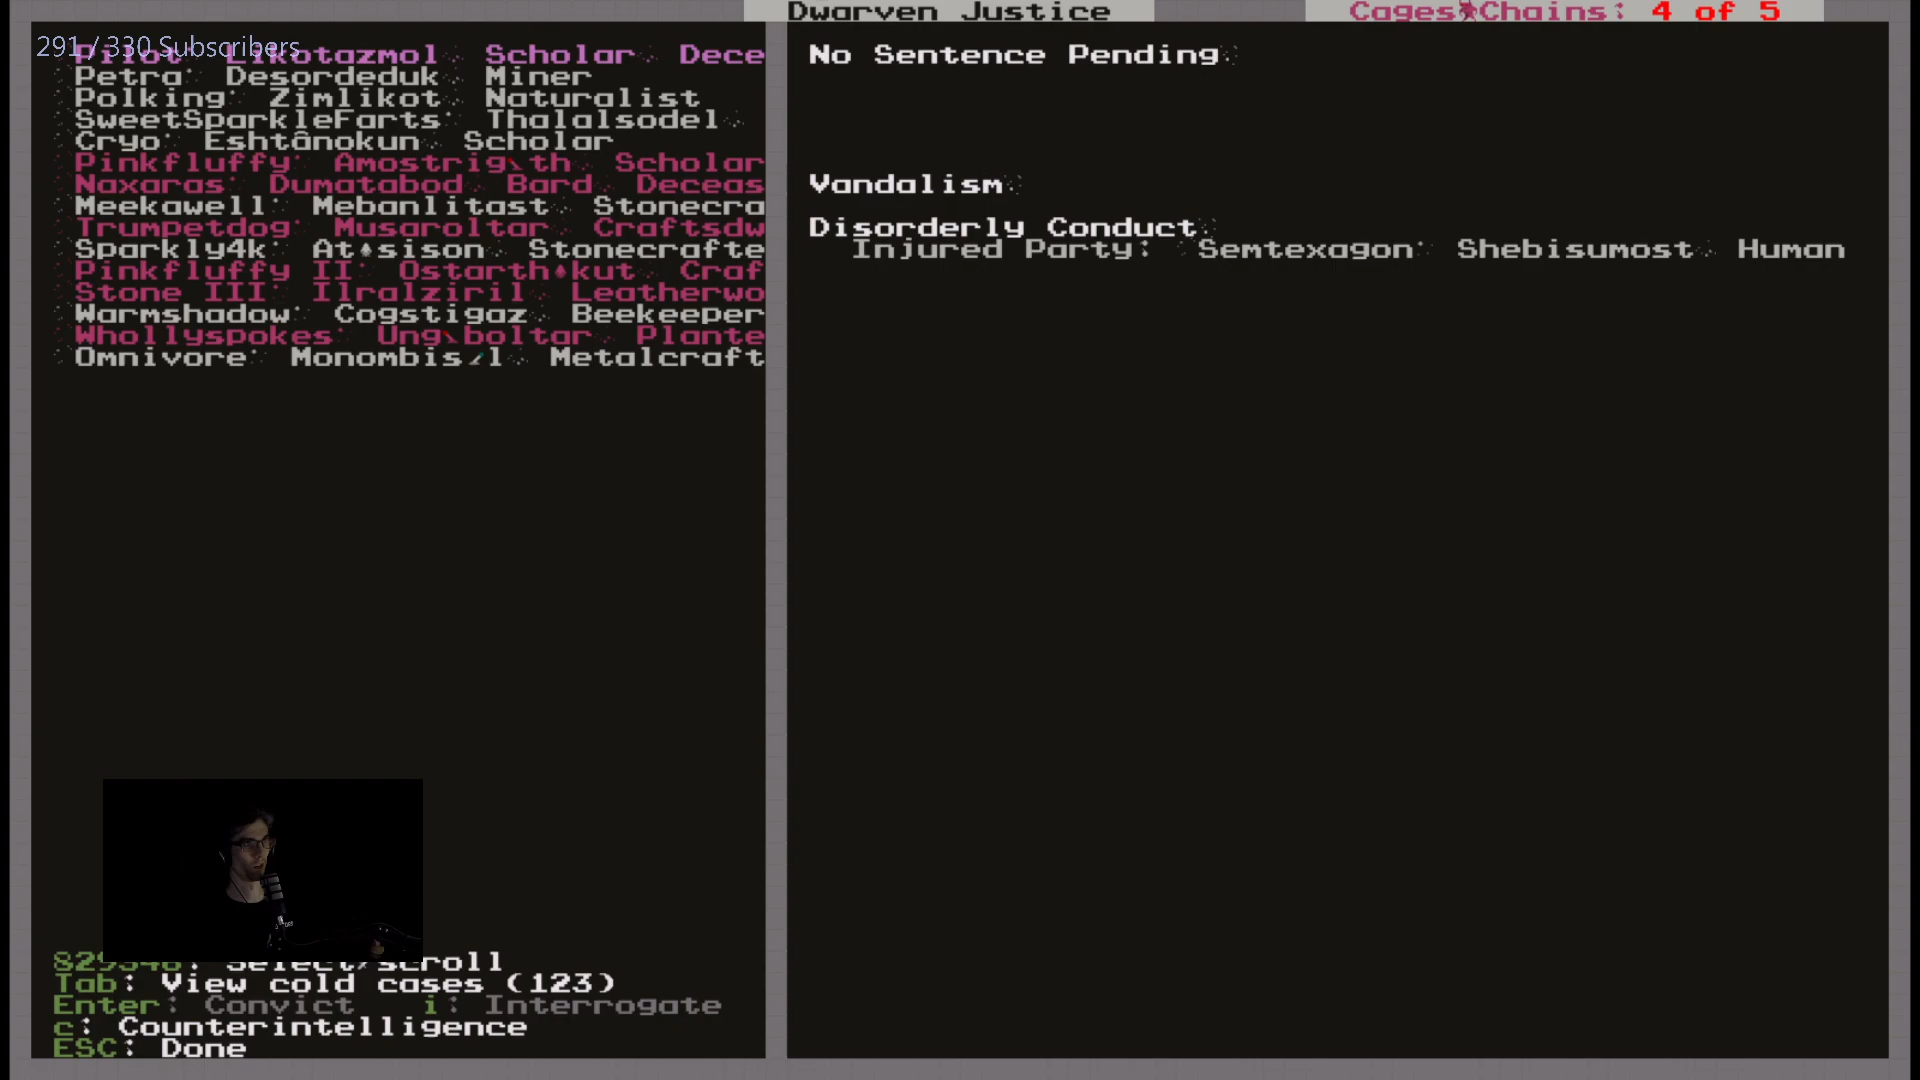 Dwarven Justice
Cages Chains: 4 of 5
291 / 330 Subscribers
Pilot Likotazmol Scholar Dece
Petra Desordeduk Miner
Polking Zimlikot Naturalist
SweetSparkleFarts Thalalsodel
Cryo Eshtânokun Scholar
Pinkfluffy Scholar
Naxaras Dumatabod Bard Deceas
Meekawell Mebanlitast Stonecra
Trumpetdog Musaroltar Craftsdw
Sparkly4k Stonecrafte
Pinkfluffy II Craf
Stone III Ilralziril Leatherwo
Warmshadow Cogstigaz Beekeeper
Whollyspokes Plante
Omnivore Metalcraft
No Sentence Pending
Vandalism
Disorderly Conduct
Injured Party: Semtexagon Shebisumost Human
Select/scroll
Tab: View cold cases (123)
Enter: Convict i: Interrogate
c: Counterintelligence
ESC: Done